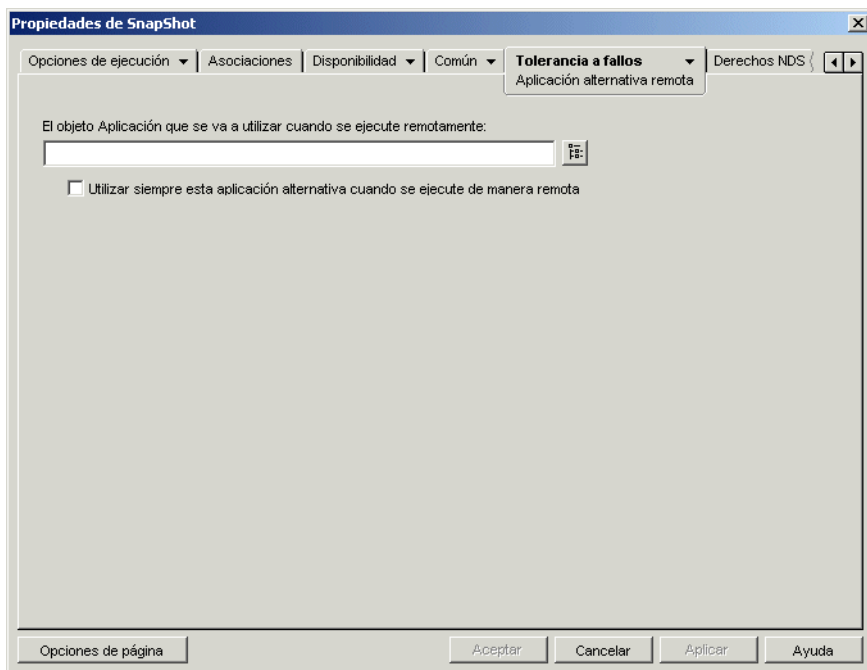 Propiedades de SnapShot
Opciones de ejecución
Asociaciones
Disponibilidad
Común
Tolerancia a fallos
Aplicación alternativa remota
Derechos NDS
El objeto Aplicación que se va a utilizar cuando se ejecute remotamente:
Utilizar siempre esta aplicación alternativa cuando se ejecute de manera remota
Opciones de página
Aceptar
Cancelar
Aplicar
Ayuda